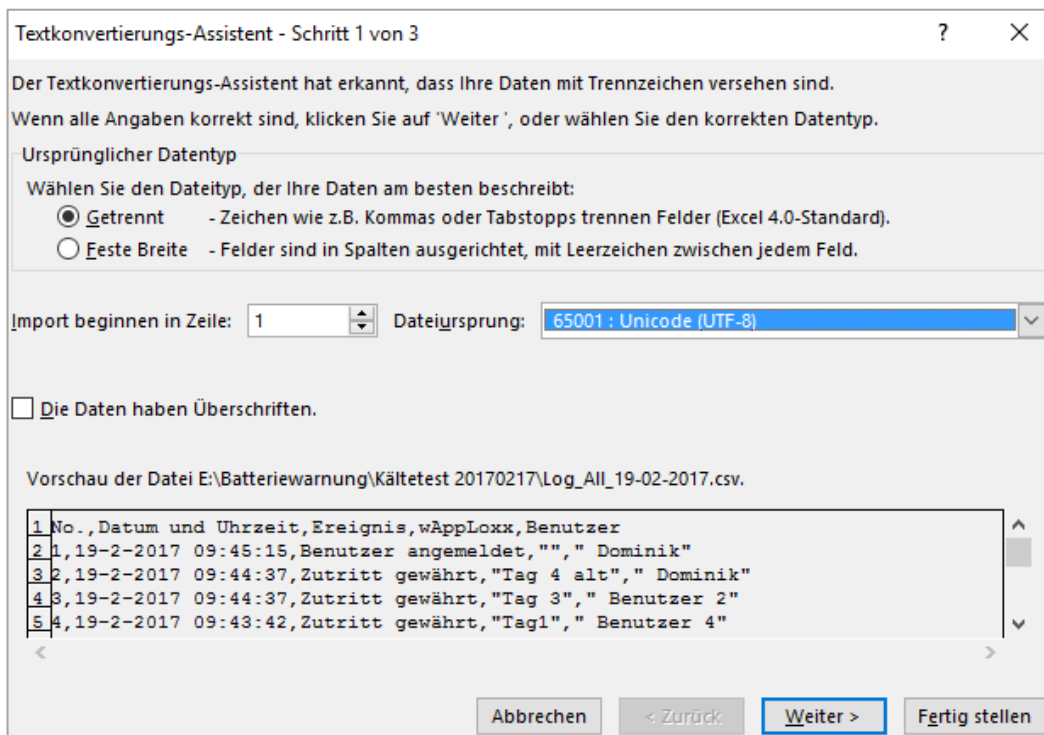 Textkonvertierungs-Assistent - Schritt 1 von 3 ?
Der Textkonvertierungs-Assistent hat erkannt, dass Ihre Daten mit Trennzeichen versehen sind.
Wenn alle Angaben korrekt sind, klicken Sie auf 'Weiter ', oder wählen Sie den korrekten Datentyp.
Ursprünglicher Datentyp
Wählen Sie den Dateityp, der Ihre Daten am besten beschreibt:
Getrennt - Zeichen wie z.B. Kommas oder Tabstopps trennen Felder (Excel 4.0-Standard).
Feste Breite - Felder sind in Spalten ausgerichtet, mit Leerzeichen zwischen jedem Feld.
Import beginnen in Zeile: 1 Dateiursprung: 65001 : Unicode (UTF-8)
Die Daten haben Überschriften.
Vorschau der Datei E:\Batteriewarnung\Kältetest 20170217\Log_All_19-02-2017.csv.
1 No.,Datum und Uhrzeit,Ereignis,wAppLoxx,Benutzer
2 1,19-2-2017 09:45:15,Benutzer angemeldet,""," Dominik"
3 2,19-2-2017 09:44:37,Zutritt gewährt,"Tag 4 alt"," Dominik"
4 3,19-2-2017 09:44:37,Zutritt gewährt,"Tag 3"," Benutzer 2"
5 4,19-2-2017 09:43:42,Zutritt gewährt,"Tag1"," Benutzer 4"
Abbrechen < Zurück Weiter > Fertig stellen